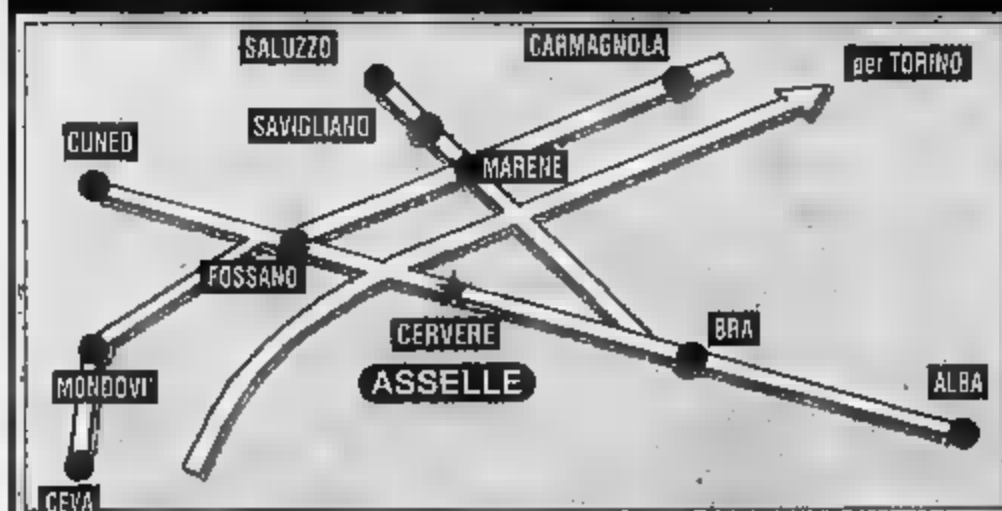 SALUZZO
CARMAGNOLA
per TORINO
CUNEO
SAVIGLIANO
MARENE
FOSSANO
CERVERE
BRA
MONDOVI'
ASSELLE
ALBA
CEVA